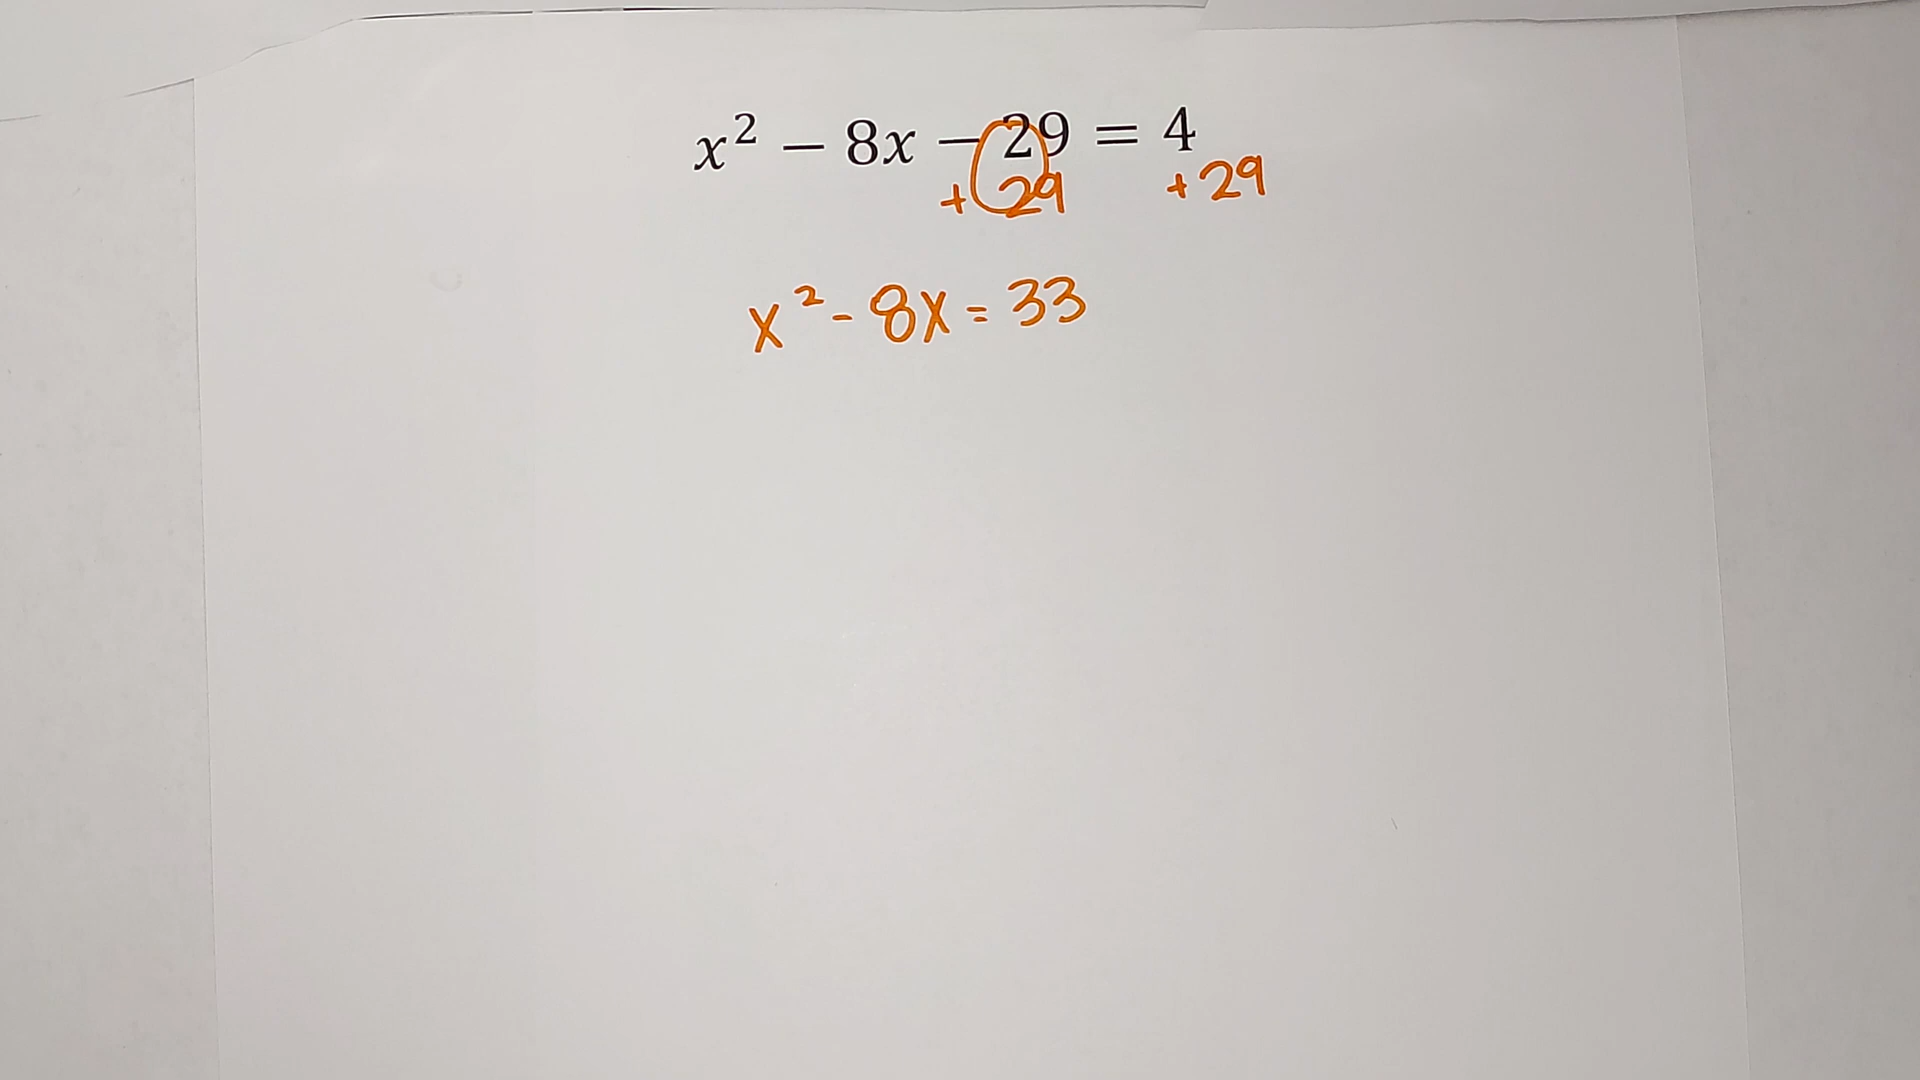 x² − 8x − 29 = 4
+ 29 + 29
x² - 8x = 33